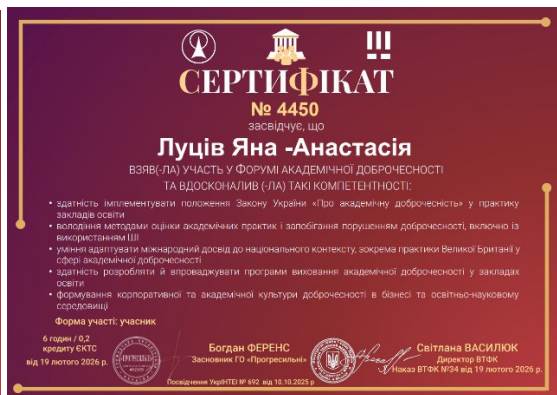 СЕРТИФІКАТ
№ 4450
засвідчує, що
Луців Яна -Анастасія
ВЗЯВ(-ЛА) УЧАСТЬ У ФОРУМІ АКАДЕМІЧНОЇ ДОБРОЧЕСНОСТІ
ТА ВДОСКОНАЛИВ (-ЛА) ТАКІ КОМПЕТЕНТНОСТІ:
• здатність імплементувати положення Закону України «Про академічну доброчесність» у практику
закладів освіти
• володіння методами оцінки академічних практик і запобігання порушенням доброчесності, включно із
використанням ШІ
• уміння адаптувати міжнародний досвід до національного контексту, зокрема практики Великої Британії у
сфері академічної доброчесності
• здатність розробляти й впроваджувати програми виховання академічної доброчесності у закладах
освіти
• формування корпоративної та академічної культури доброчесності в бізнесі та освітньо-науковому
середовищі
Форма участі: учасник
6 годин / 0,2
кредиту ЄКТС
від 19 лютого 2026 р.
Богдан ФЕРЕНС
Засновник ГО «Прогресильні»
Світлана ВАСИЛЮК
Директор ВТФК
Наказ ВТФК №34 від 19 лютого 2026 р.
Посвідчення УкрІНТЕІ № 692 від 10.10.2025 р